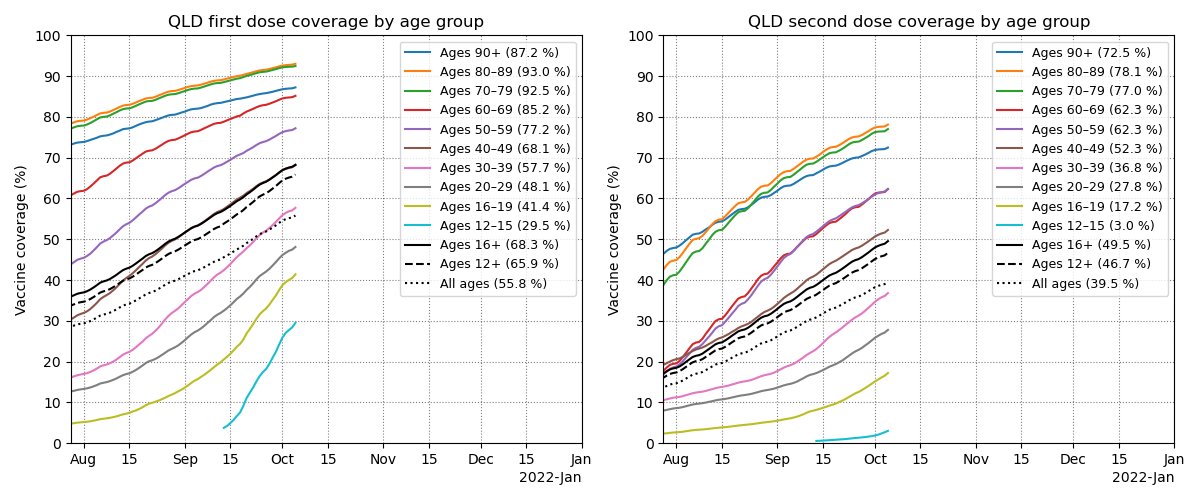 QLD first dose coverage by age group
Vaccine coverage (%)
100
90
80
70
60
50
40
30
20
10
0
Ages 90+ (87.2 %)
Ages 80–89 (93.0 %)
Ages 70–79 (92.5 %)
Ages 60–69 (85.2 %)
Ages 50–59 (77.2 %)
Ages 40–49 (68.1 %)
Ages 30–39 (57.7 %)
Ages 20–29 (48.1 %)
Ages 16–19 (41.4 %)
Ages 12–15 (29.5 %)
Ages 16+ (68.3 %)
Ages 12+ (65.9 %)
All ages (55.8 %)
Aug 15 Sep 15 Oct 15 Nov 15 Dec 15 Jan
2022-Jan
QLD second dose coverage by age group
Vaccine coverage (%)
100
90
80
70
60
50
40
30
20
10
0
Ages 90+ (72.5 %)
Ages 80–89 (78.1 %)
Ages 70–79 (77.0 %)
Ages 60–69 (62.3 %)
Ages 50–59 (62.3 %)
Ages 40–49 (52.3 %)
Ages 30–39 (36.8 %)
Ages 20–29 (27.8 %)
Ages 16–19 (17.2 %)
Ages 12–15 (3.0 %)
Ages 16+ (49.5 %)
Ages 12+ (46.7 %)
All ages (39.5 %)
Aug 15 Sep 15 Oct 15 Nov 15 Dec 15 Jan
2022-Jan